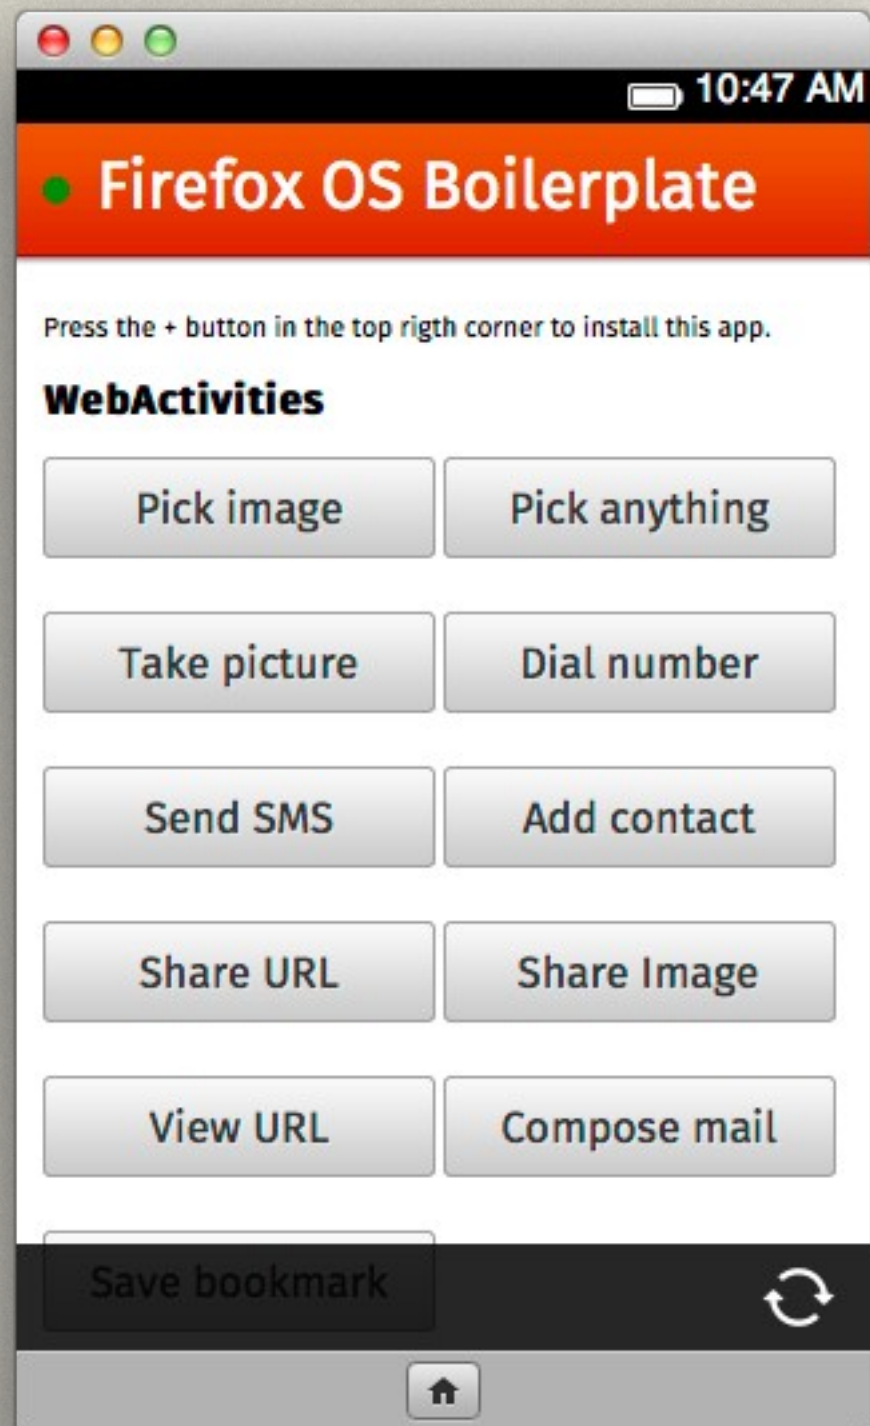 10:47 AM
Firefox OS Boilerplate
Press the + button in the top rigth corner to install this app.
WebActivities
Pick image
Pick anything
Take picture
Dial number
Send SMS
Add contact
Share URL
Share Image
View URL
Compose mail
Save bookmark